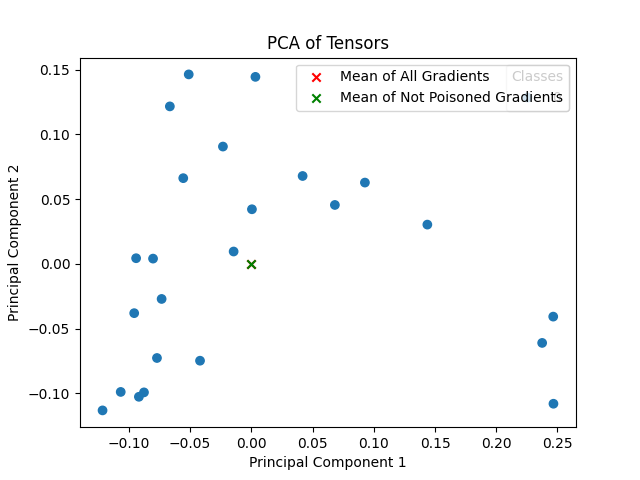 PCA of Tensors
Mean of All Gradients
Mean of Not Poisoned Gradients
Classes
0.15
0.10
0.05
0.00
−0.05
−0.10
Principal Component 2
−0.10
−0.05
0.00
0.05
0.10
0.15
0.20
0.25
Principal Component 1